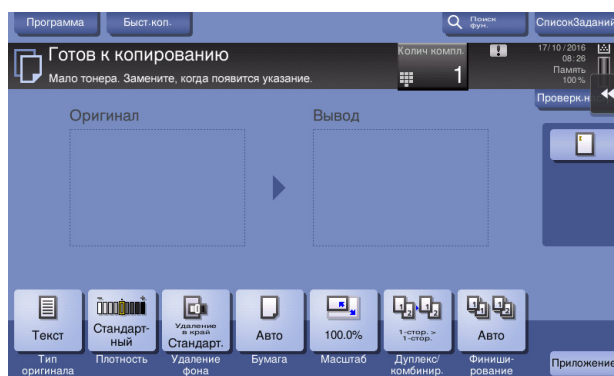 Программа
Быст.коп.
Поиск
фун.
СписокЗаданий
Готов к копированию
Мало тонера. Замените, когда появится указание.
Колич компл.
1
17/10/2016
08:26
Память
100%
Проверк.н
Оригинал
Вывод
Текст
Стандарт-
ный
Удаление
в край
Стандарт.
Авто
100.0%
1-стор. >
1-стор.
Авто
Тип
оригинала
Плотность
Удаление
фона
Бумага
Масштаб
Дуплекс/
комбинир.
Финиши-
рование
Приложение